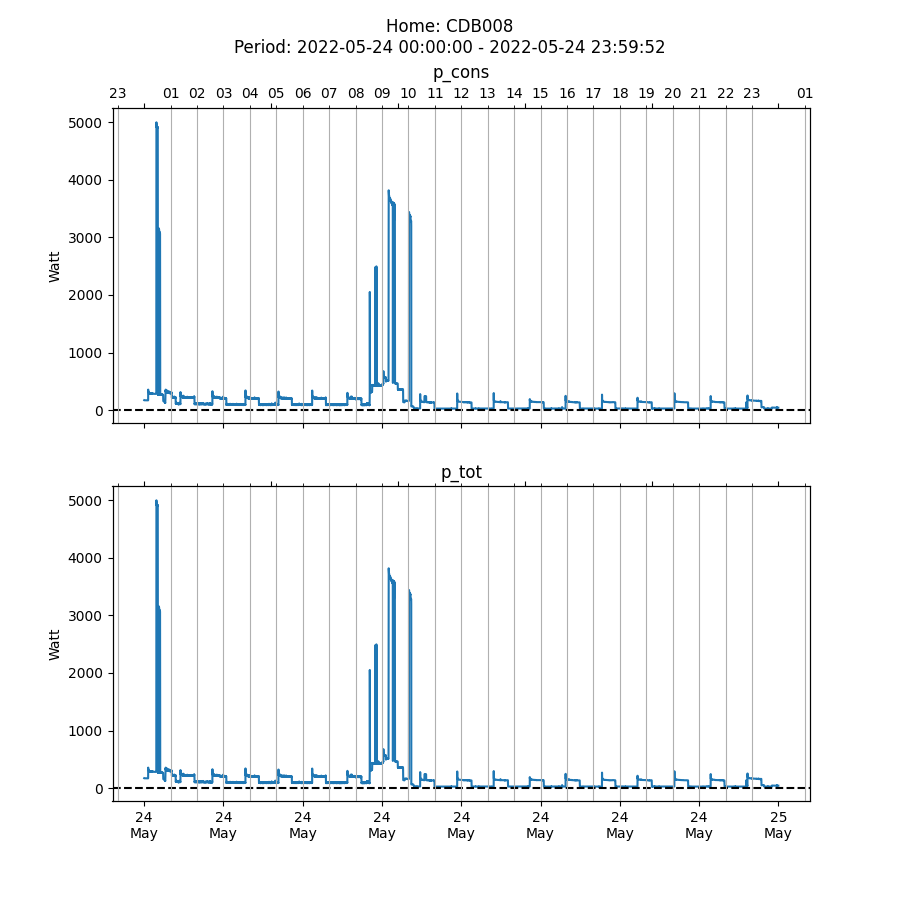 Home: CDB008
Period: 2022-05-24 00:00:00 - 2022-05-24 23:59:52
p_cons
23 01 02 03 04 05 06 07 08 09 10 11 12 13 14 15 16 17 18 19 20 21 22 23 01
5000
4000
3000
2000
1000
0
Watt
p_tot
5000
4000
3000
2000
1000
0
Watt
24 24 24 24 24 24 24 24 25
May May May May May May May May May